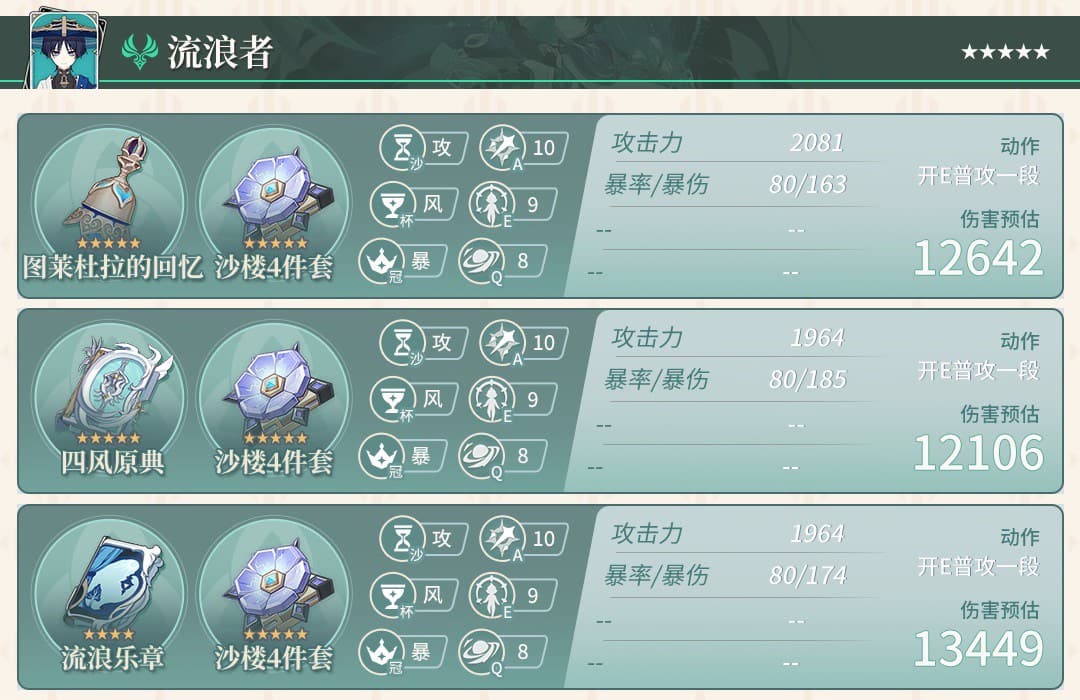 流浪者 ★★★★★
攻 10 攻击力 2081 动作
沙 A
开E普攻一段
风 9 暴率/暴伤 80/163
杯 E
-- -- 伤害预估
★★★★★ ★★★★★
暴 8 12642
冠 Q
图莱杜拉的回忆 沙楼4件套
-- --
攻 10 攻击力 1964 动作
沙 A
开E普攻一段
风 9 暴率/暴伤 80/185
杯 E
-- -- 伤害预估
★★★★★ ★★★★★
暴 8 12106
冠 Q
四风原典 沙楼4件套
-- --
攻 10 攻击力 1964 动作
沙 A
开E普攻一段
风 9 暴率/暴伤 80/174
杯 E
-- -- 伤害预估
★★★★ ★★★★★
暴 8 13449
冠 Q
流浪乐章 沙楼4件套
-- --